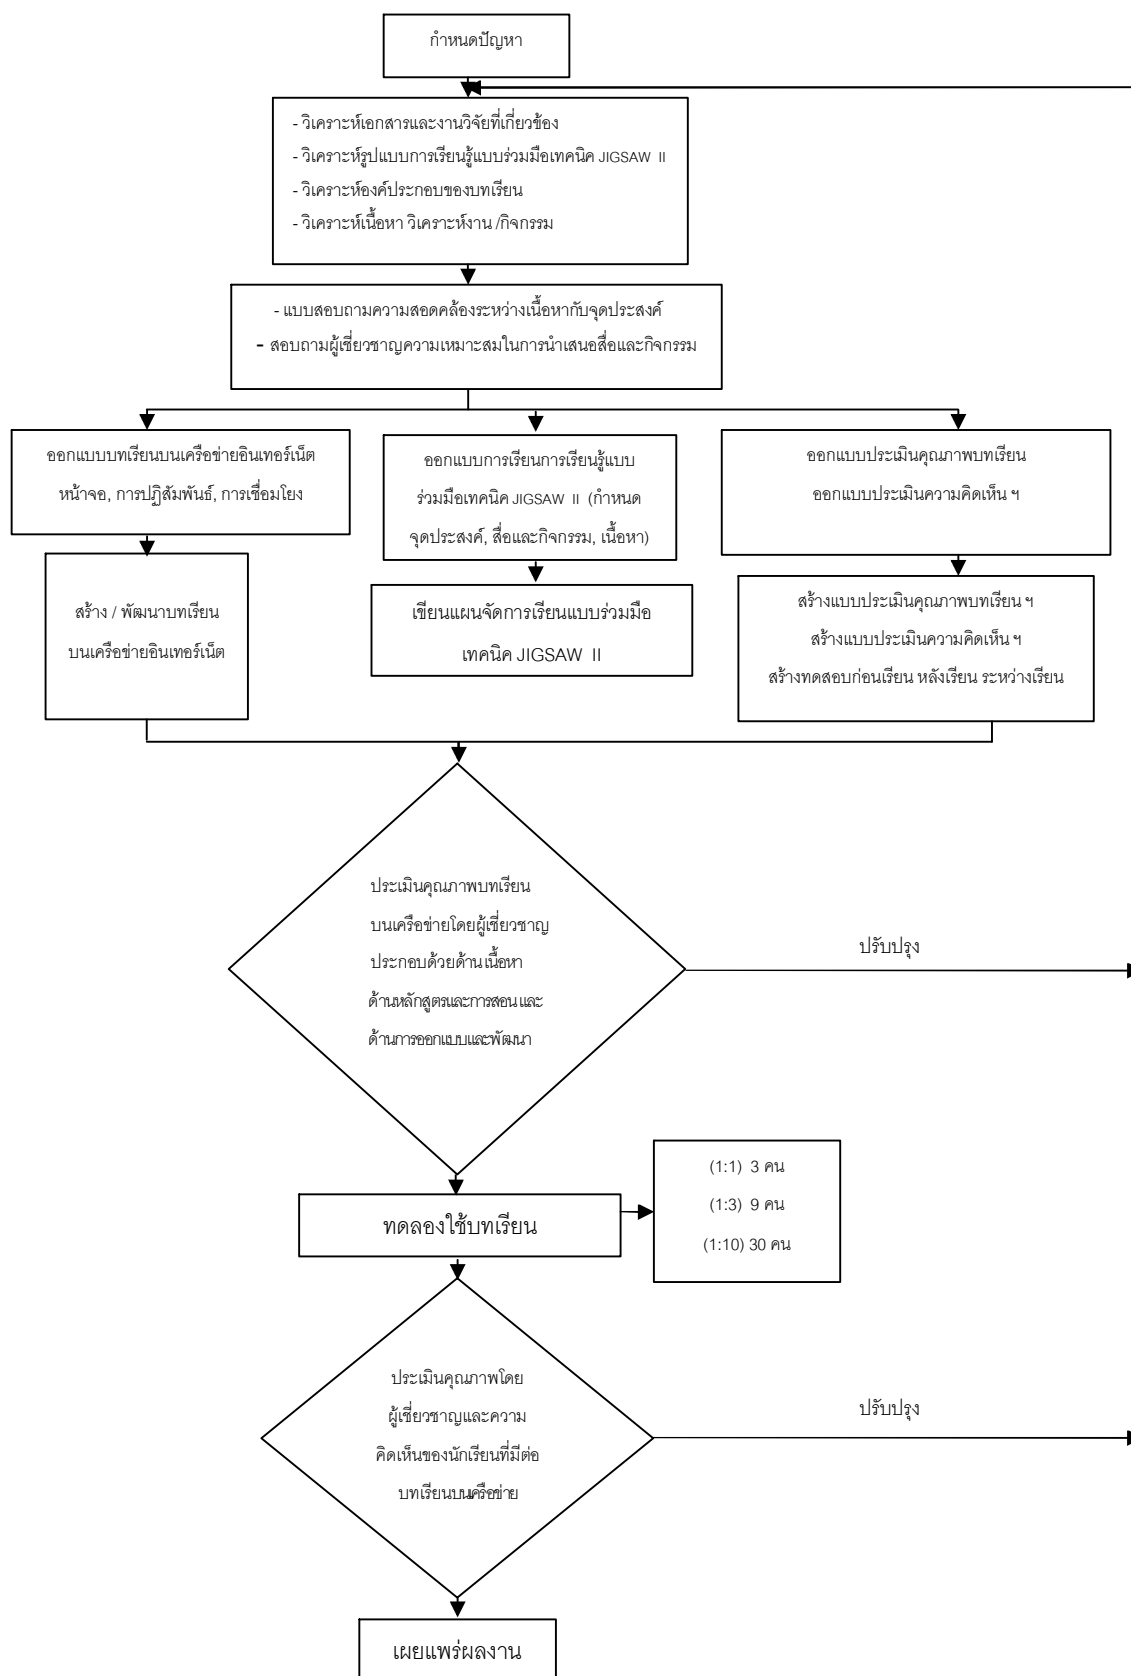 กำหนดปัญหา
- วิเคราะห์เอกสารและงานวิจัยที่เกี่ยวข้อง
- วิเคราะห์รูปแบบการเรียนรู้แบบร่วมมือเทคนิค JIGSAW II
- วิเคราะห์องค์ประกอบของบทเรียน
- วิเคราะห์เนื้อหา วิเคราะห์งาน /กิจกรรม
- แบบสอบถามความสอดคล้องระหว่างเนื้อหากับจุดประสงค์
- สอบถามผู้เชี่ยวชาญความเหมาะสมในการนำเสนอสื่อและกิจกรรม
ออกแบบบทเรียนบนเครือข่ายอินเทอร์เน็ต
หน้าจอ, การปฏิสัมพันธ์, การเชื่อมโยง
ออกแบบการเรียนการเรียนรู้แบบ
ร่วมมือเทคนิค JIGSAW II (กำหนด
จุดประสงค์, สื่อและกิจกรรม, เนื้อหา)
ออกแบบประเมินคุณภาพบทเรียน
ออกแบบประเมินความคิดเห็น ฯ
สร้าง / พัฒนาบทเรียน
บนเครือข่ายอินเทอร์เน็ต
เขียนแผนจัดการเรียนแบบร่วมมือ
เทคนิค JIGSAW II
สร้างแบบประเมินคุณภาพบทเรียน ฯ
สร้างแบบประเมินความคิดเห็น ฯ
สร้างทดสอบก่อนเรียน หลังเรียน ระหว่างเรียน
ประเมินคุณภาพบทเรียน
บนเครือข่ายโดยผู้เชี่ยวชาญ
ประกอบด้วยด้านเนื้อหา
ด้านหลักสูตรและการสอน และ
ด้านการออกแบบและพัฒนา
ปรับปรุง
(1:1) 3 คน
(1:3) 9 คน
(1:10) 30 คน
ทดลองใช้บทเรียน
ประเมินคุณภาพโดย
ผู้เชี่ยวชาญและความ
คิดเห็นของนักเรียนที่มีต่อ
บทเรียนบนเครือข่าย
ปรับปรุง
เผยแพร่ผลงาน